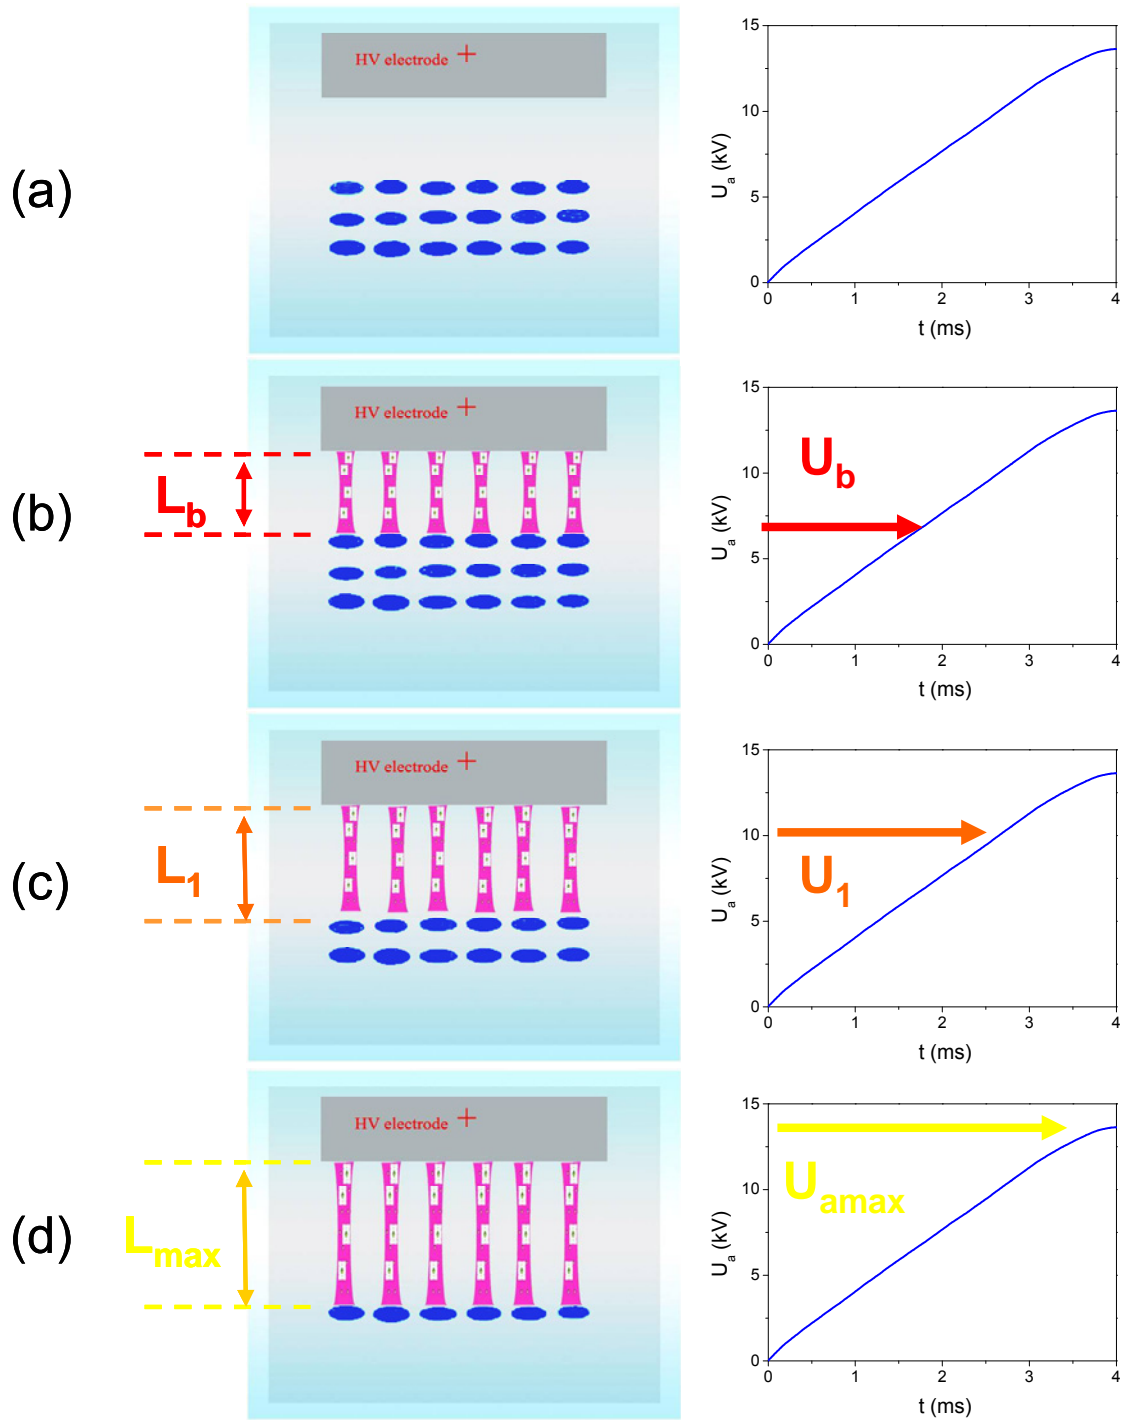 (a)
HV electrode +
15
10
5
0
U_a (kV)
0 1 2 3 4
t (ms)
(b)
L_b
HV electrode +
U_b
15
10
5
0
U_a (kV)
0 1 2 3 4
t (ms)
(c)
L_1
HV electrode +
U_1
15
10
5
0
U_a (kV)
0 1 2 3 4
t (ms)
(d)
L_max
HV electrode +
U_amax
15
10
5
0
U_a (kV)
0 1 2 3 4
t (ms)